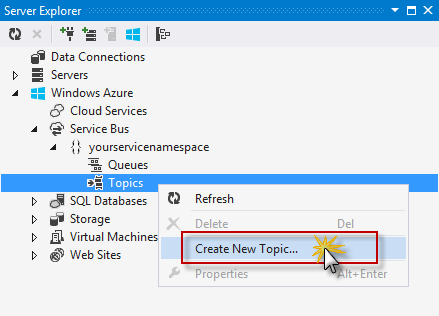 Server Explorer
Data Connections
Servers
Windows Azure
Cloud Services
Service Bus
yourservicenamespace
Queues
Topics
Refresh
SQL Databases
Delete Del
Storage
Create New Topic...
Virtual Machines
Web Sites
Properties Alt+Enter